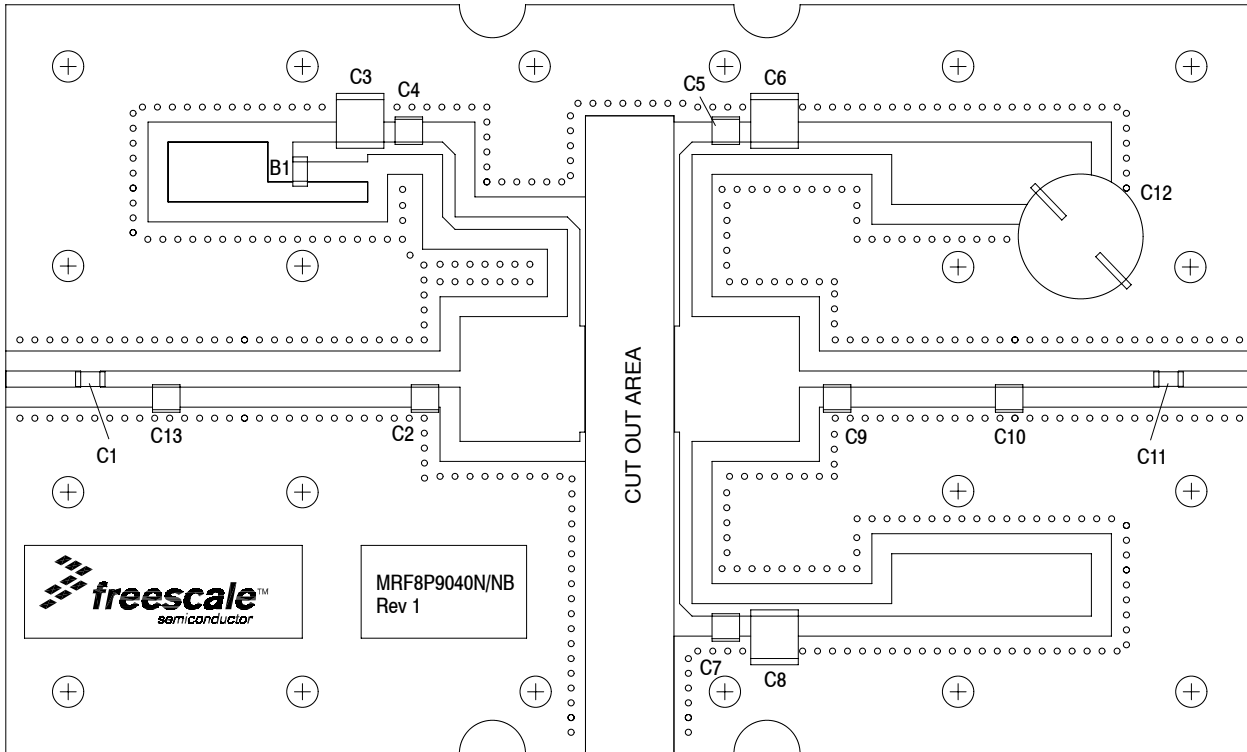 C3
C4
C5
C6
B1
C12
CUT OUT AREA
C13
C2
C1
C9
C10
C11
freescale™
semiconductor
MRF8P9040N/NB
Rev 1
C7
C8